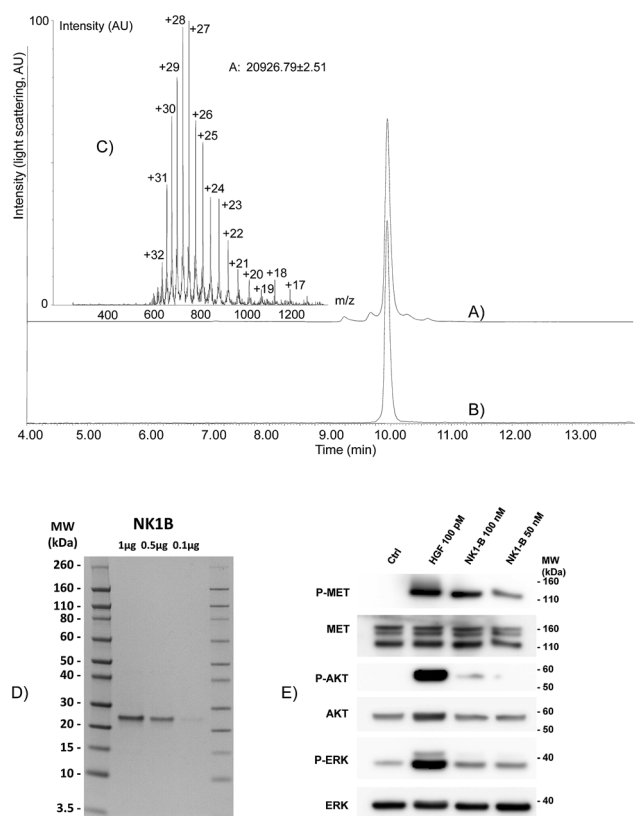 Intensity (light scattering, AU)
100
0
Intensity (AU)
A: 20926.79±2.51
C)
+28
+27
+29
+30
+26
+25
+31
+24
+23
+22
+32
+21
+20
+18
+19
+17
m/z
400 600 800 1000 1200
A)
B)
4.00 5.00 6.00 7.00 8.00 9.00 10.00 11.00 12.00 13.00
Time (min)
D)
NK1B
MW
(kDa)
1µg 0.5µg 0.1µg
260 -
160 -
110 -
80 -
60 -
50 -
40 -
30 -
20 -
15 -
10 -
3.5 -
E)
Ctrl
HGF 100 pM
NK1-B 100 nM
NK1-B 50 nM
MW
(kDa)
P-MET
- 160
- 110
MET
- 160
- 110
P-AKT
- 60
- 50
AKT
- 60
- 50
P-ERK
- 40
ERK
- 40